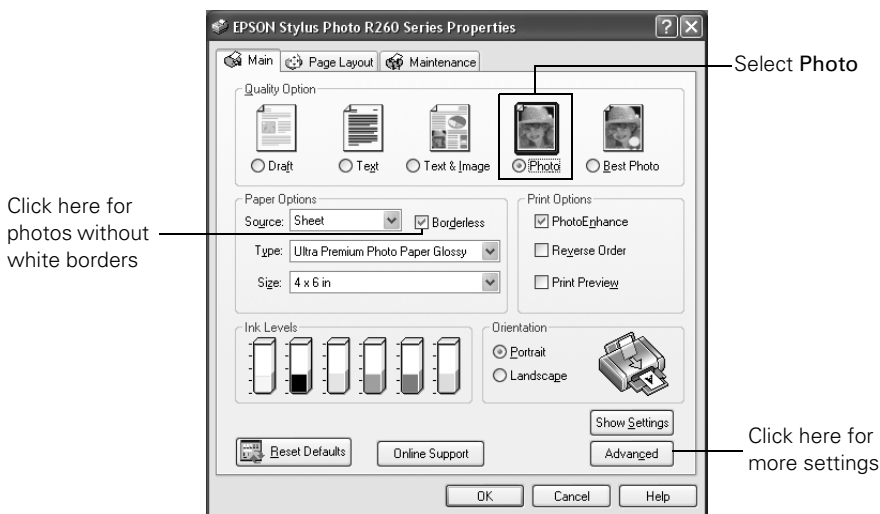 EPSON Stylus Photo R260 Series Properties
Main
Page Layout
Maintenance
Select Photo
Quality Option
Draft
Text
Text & Image
Photo
Best Photo
Click here for
photos without
white borders
Paper Options
Source: Sheet
Borderless
Type: Ultra Premium Photo Paper Glossy
Size: 4 x 6 in
Print Options
PhotoEnhance
Reverse Order
Print Preview
Ink Levels
Orientation
Portrait
Landscape
A
Show Settings
Reset Defaults
Online Support
Advanced
Click here for
more settings
OK
Cancel
Help